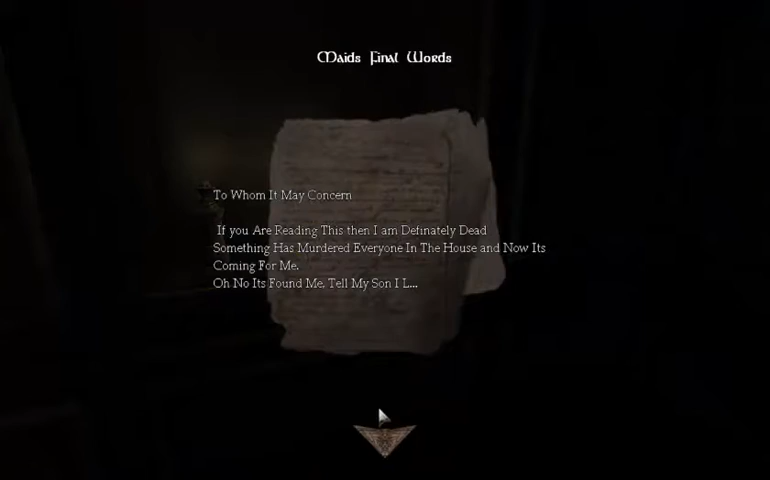 Maids Final Words
To Whom It May Concern
If you Are Reading This then I am Definately Dead
Something Has Murdered Everyone In The House and Now Its
Coming For Me.
Oh No Its Found Me, Tell My Son I L...